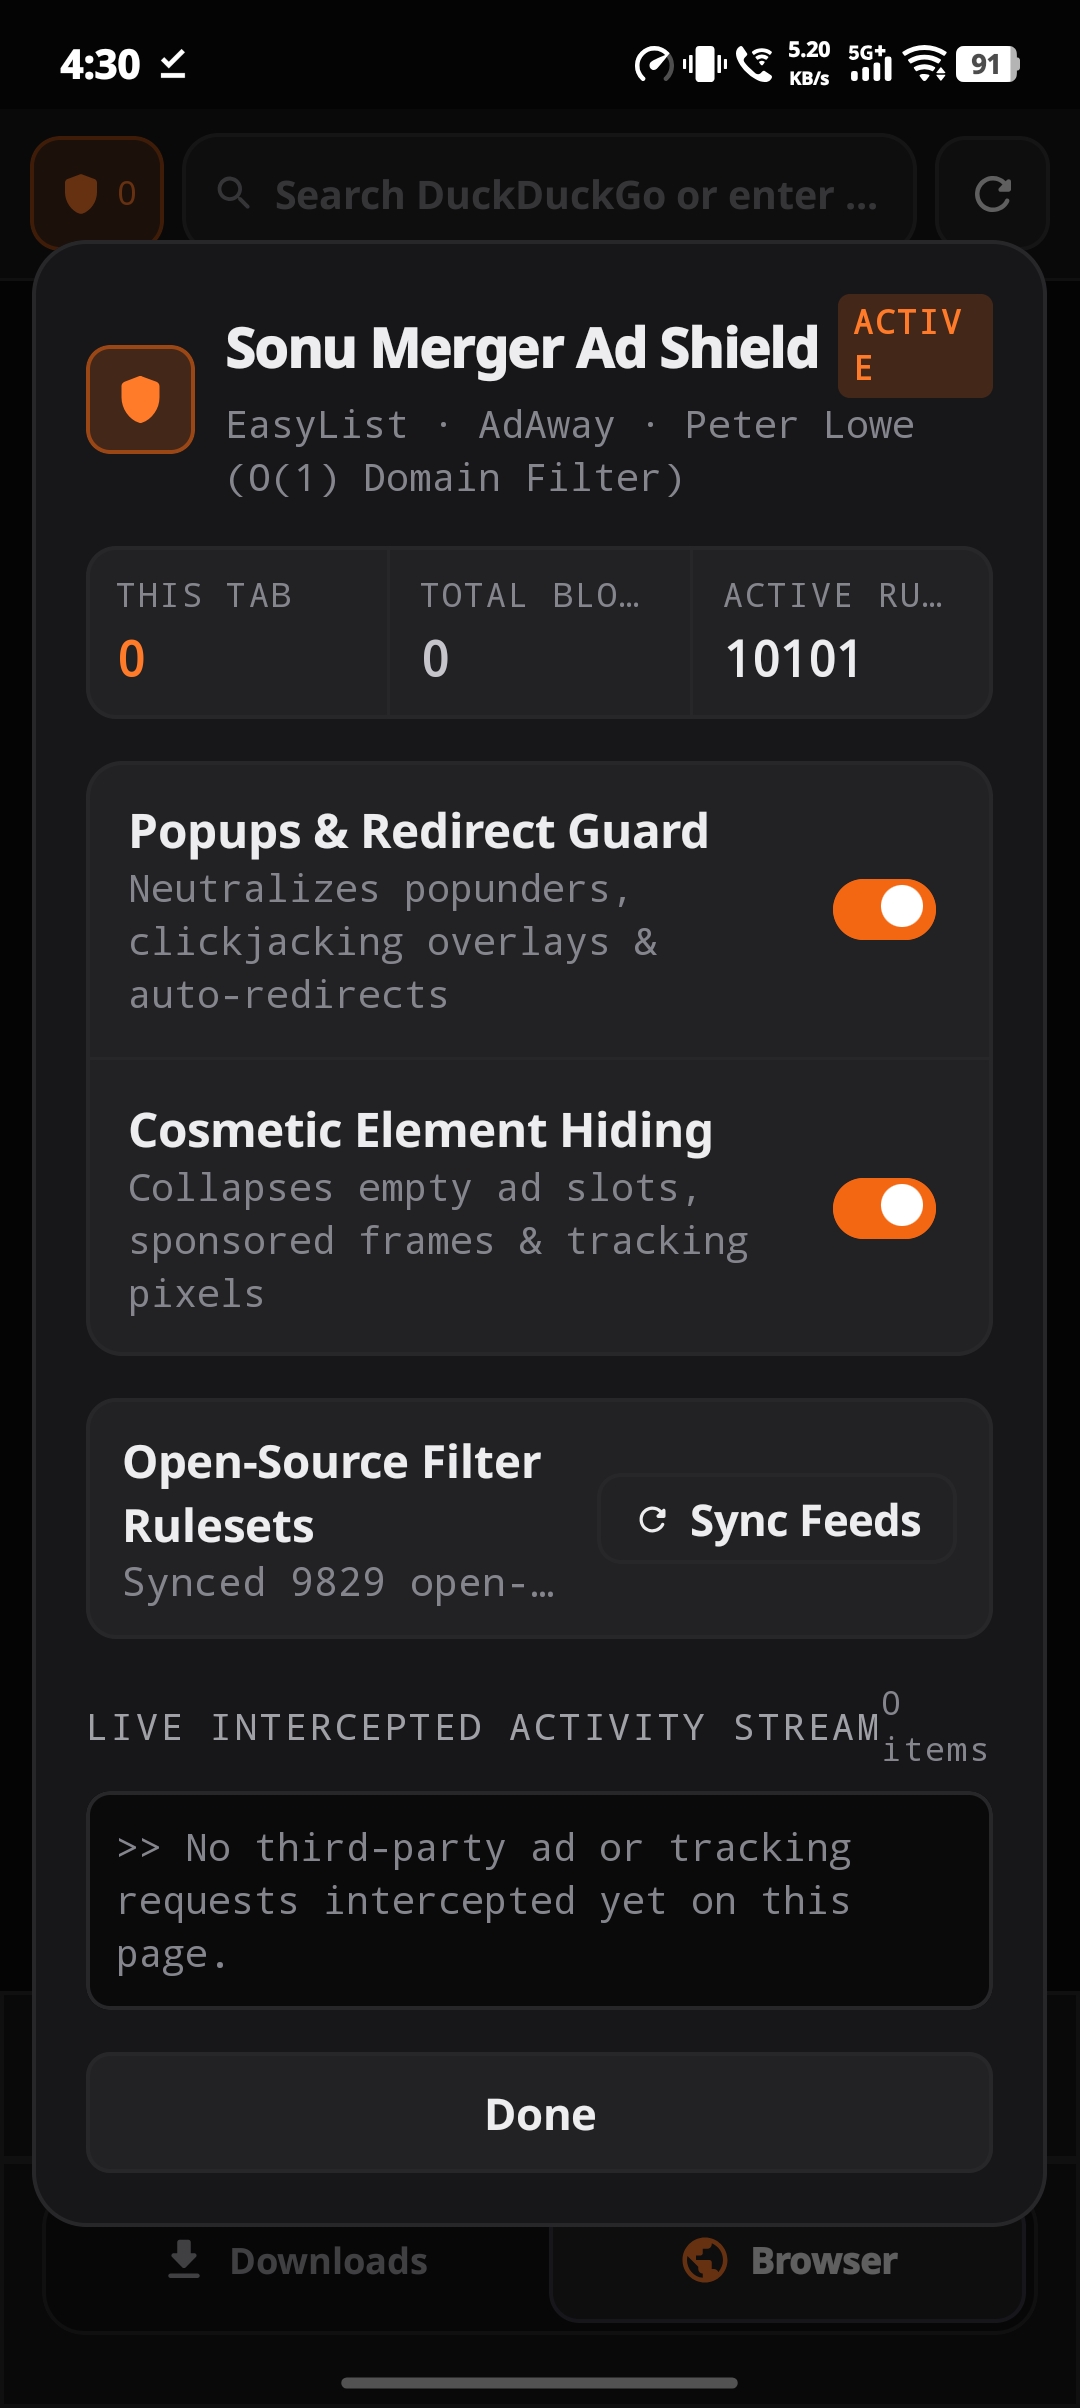 4:30
5.20
KB/s
5G+
91
0
Search DuckDuckGo or enter ...
Sonu Merger Ad Shield
ACTIV
E
EasyList · AdAway · Peter Lowe
(O(1) Domain Filter)
THIS TAB
TOTAL BLO…
ACTIVE RU…
0
0
10101
Popups & Redirect Guard
Neutralizes popunders,
clickjacking overlays &
auto-redirects
Cosmetic Element Hiding
Collapses empty ad slots,
sponsored frames & tracking
pixels
Open-Source Filter
Rulesets
Synced 9829 open-…
Sync Feeds
LIVE INTERCEPTED ACTIVITY STREAM
0
items
>> No third-party ad or tracking
requests intercepted yet on this
page.
Done
Downloads
Browser